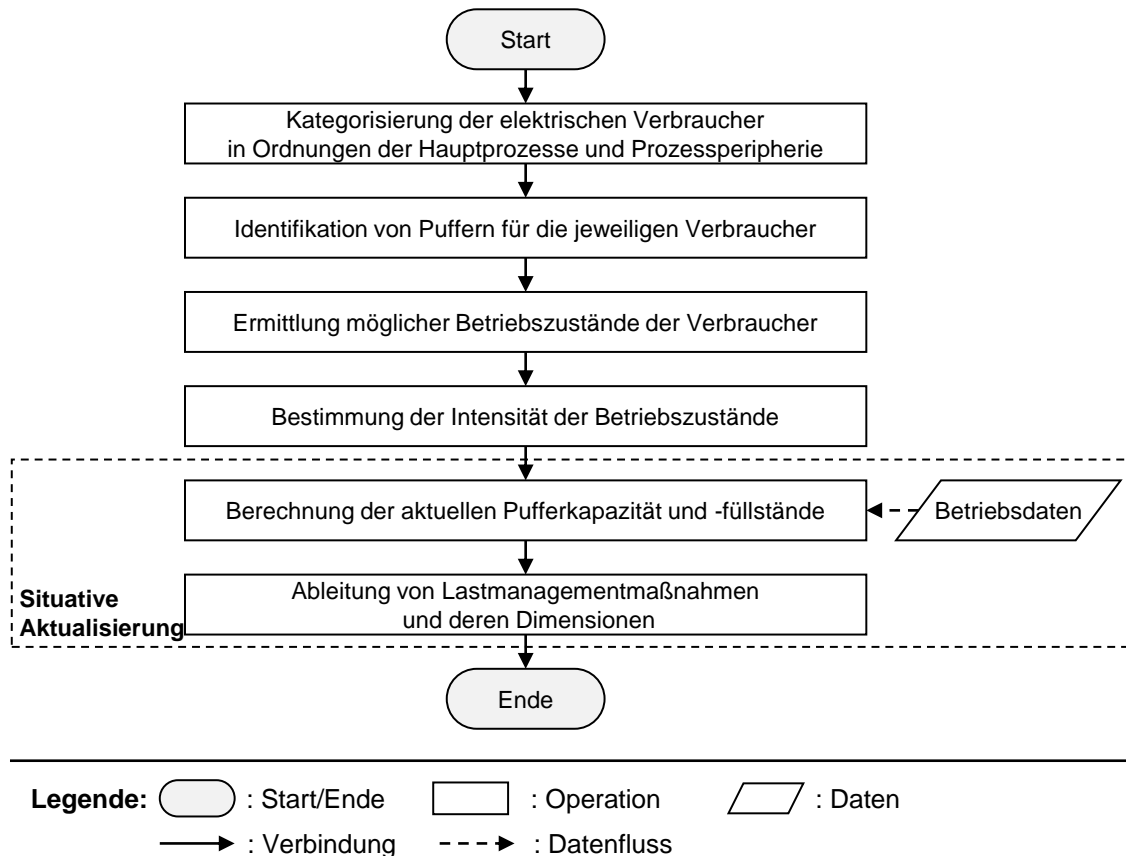 Start
Kategorisierung der elektrischen Verbraucher
in Ordnungen der Hauptprozesse und Prozessperipherie
Identifikation von Puffern für die jeweiligen Verbraucher
Ermittlung möglicher Betriebszustände der Verbraucher
Bestimmung der Intensität der Betriebszustände
Berechnung der aktuellen Pufferkapazität und -füllstände
Betriebsdaten
Situative
Aktualisierung
Ableitung von Lastmanagementmaßnahmen
und deren Dimensionen
Ende
Legende: : Start/Ende : Operation : Daten
: Verbindung : Datenfluss